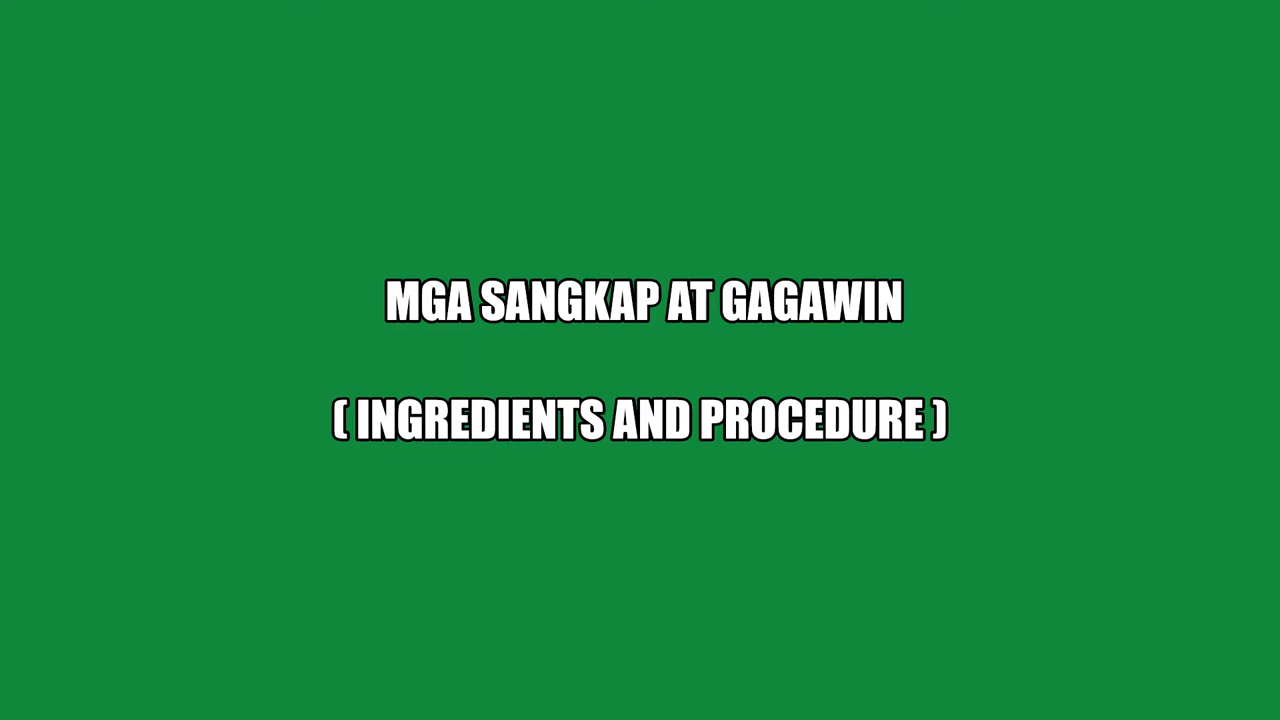 MGA SANGKAP AT GAGAWIN
( INGREDIENTS AND PROCEDURE )